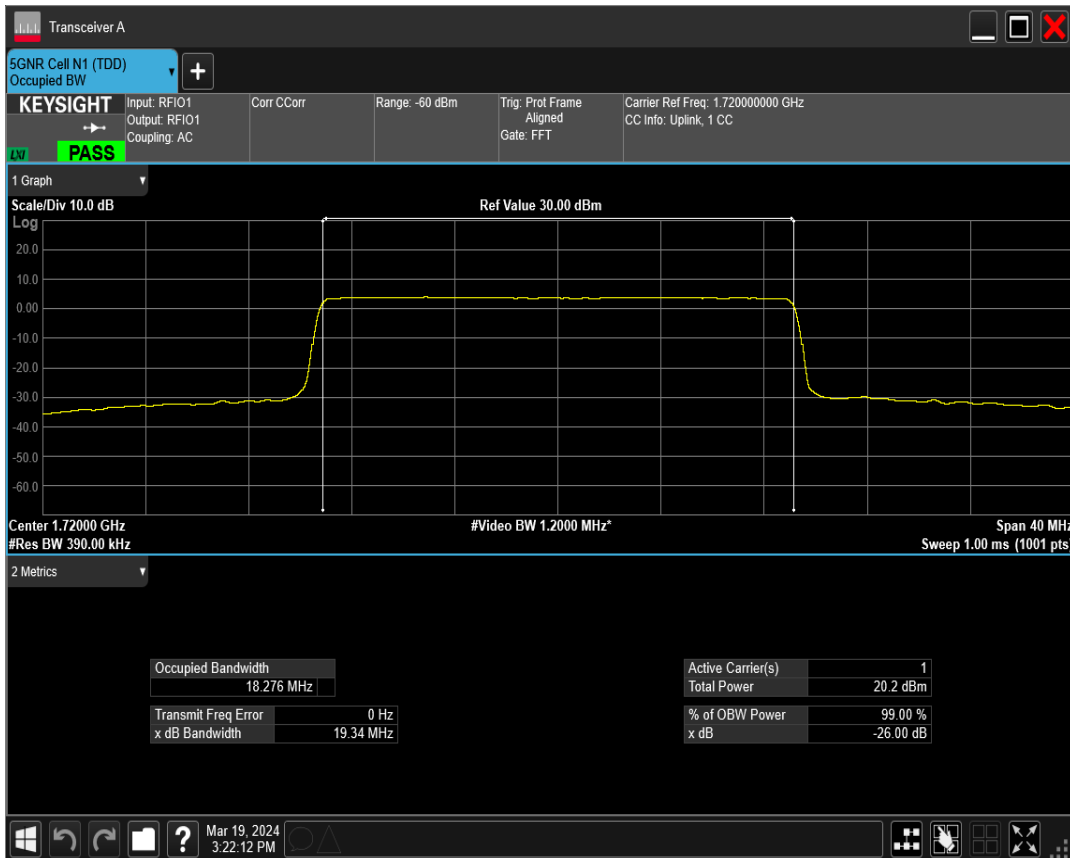 Transceiver A
5GNR Cell N1 (TDD)
Occupied BW
+
KEYSIGHT
LXI
PASS
Input: RFIO1
Output: RFIO1
Coupling: AC
Corr CCorr
Range: -60 dBm
Trig: Prot Frame
Aligned
Gate: FFT
Carrier Ref Freq: 1.720000000 GHz
CC Info: Uplink, 1 CC
1 Graph
Scale/Div 10.0 dB
Ref Value 30.00 dBm
Log
20.0
10.0
0.00
-10.0
-20.0
-30.0
-40.0
-50.0
-60.0
Center 1.72000 GHz
#Video BW 1.2000 MHz*
Span 40 MHz
#Res BW 390.00 kHz
Sweep 1.00 ms (1001 pts)
2 Metrics
Occupied Bandwidth
18.276 MHz
Transmit Freq Error 0 Hz
x dB Bandwidth 19.34 MHz
Active Carrier(s) 1
Total Power 20.2 dBm
% of OBW Power 99.00 %
x dB -26.00 dB
?
Mar 19, 2024
3:22:12 PM